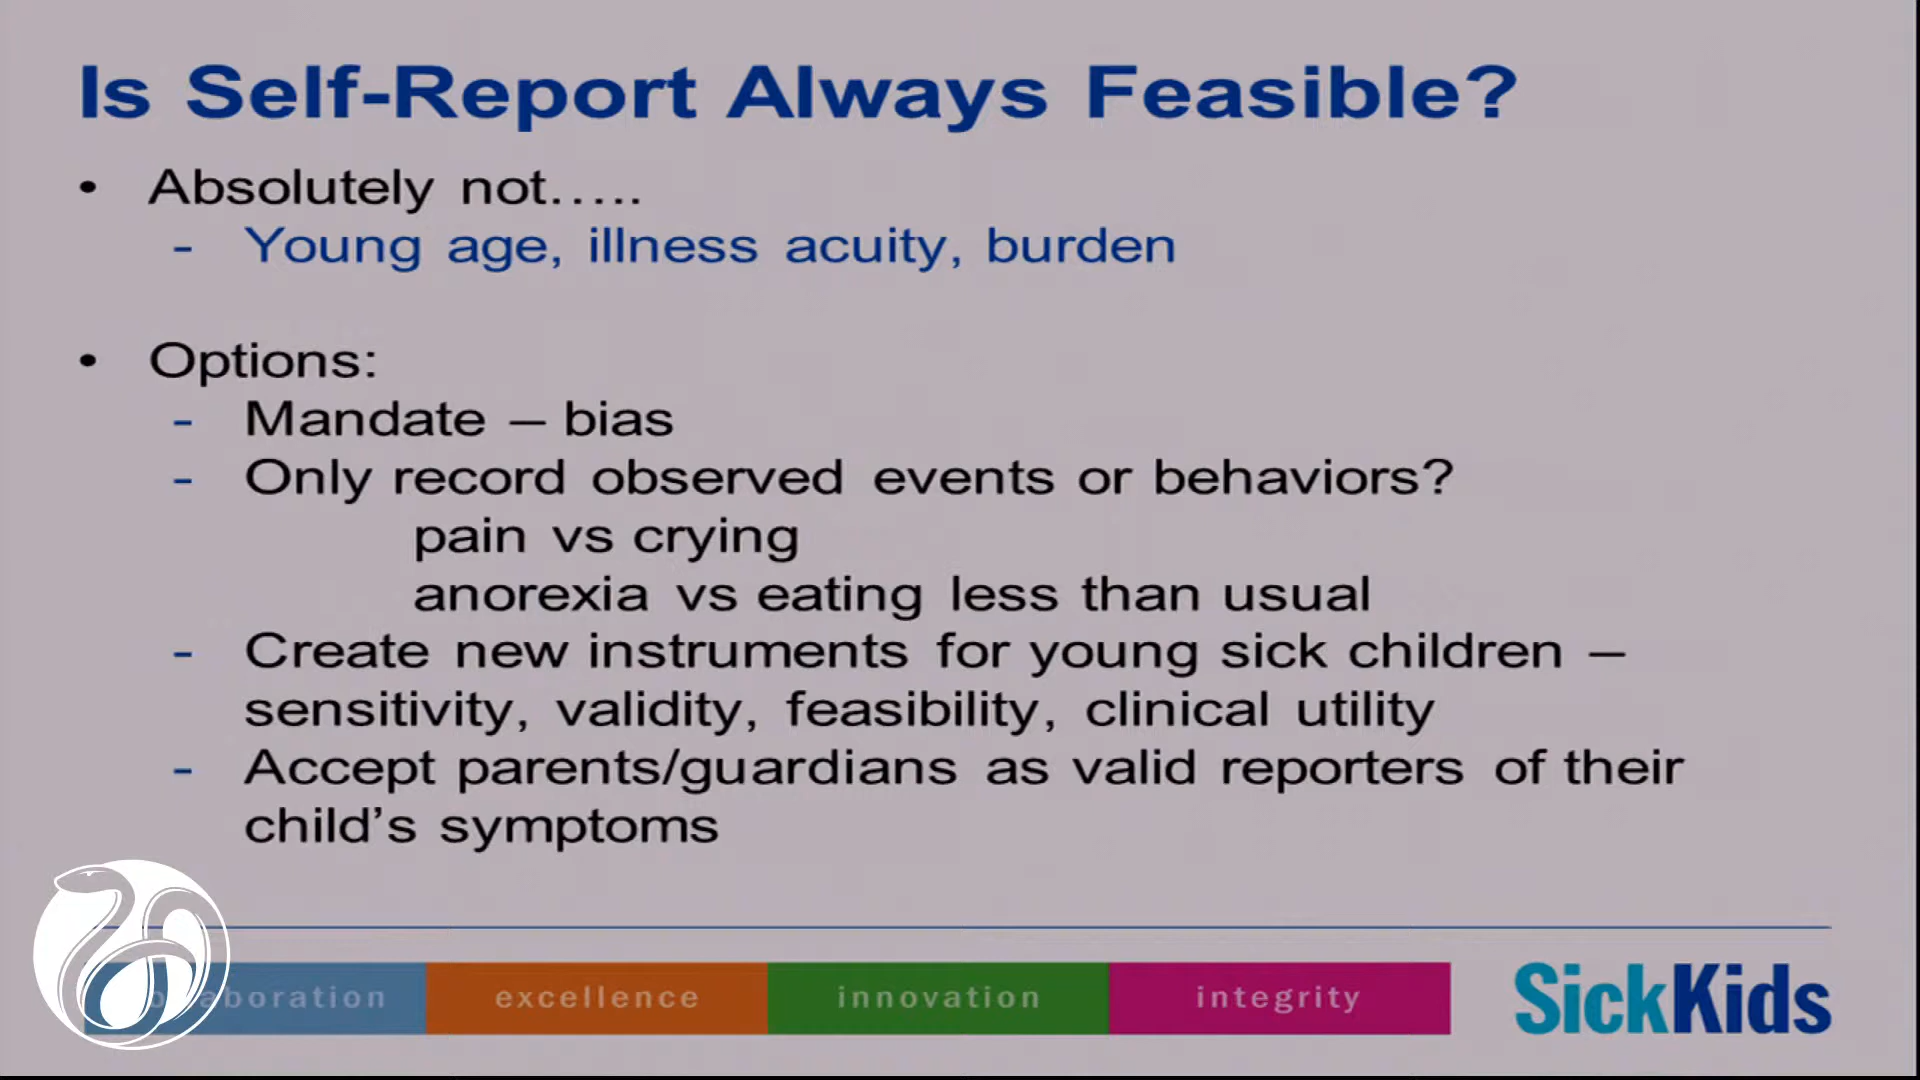 Is Self-Report Always Feasible?
• Absolutely not.....
- Young age, illness acuity, burden
• Options:
- Mandate – bias
- Only record observed events or behaviors?
pain vs crying
anorexia vs eating less than usual
- Create new instruments for young sick children –
sensitivity, validity, feasibility, clinical utility
- Accept parents/guardians as valid reporters of their
child's symptoms
excellence
innovation
integrity
SickKids